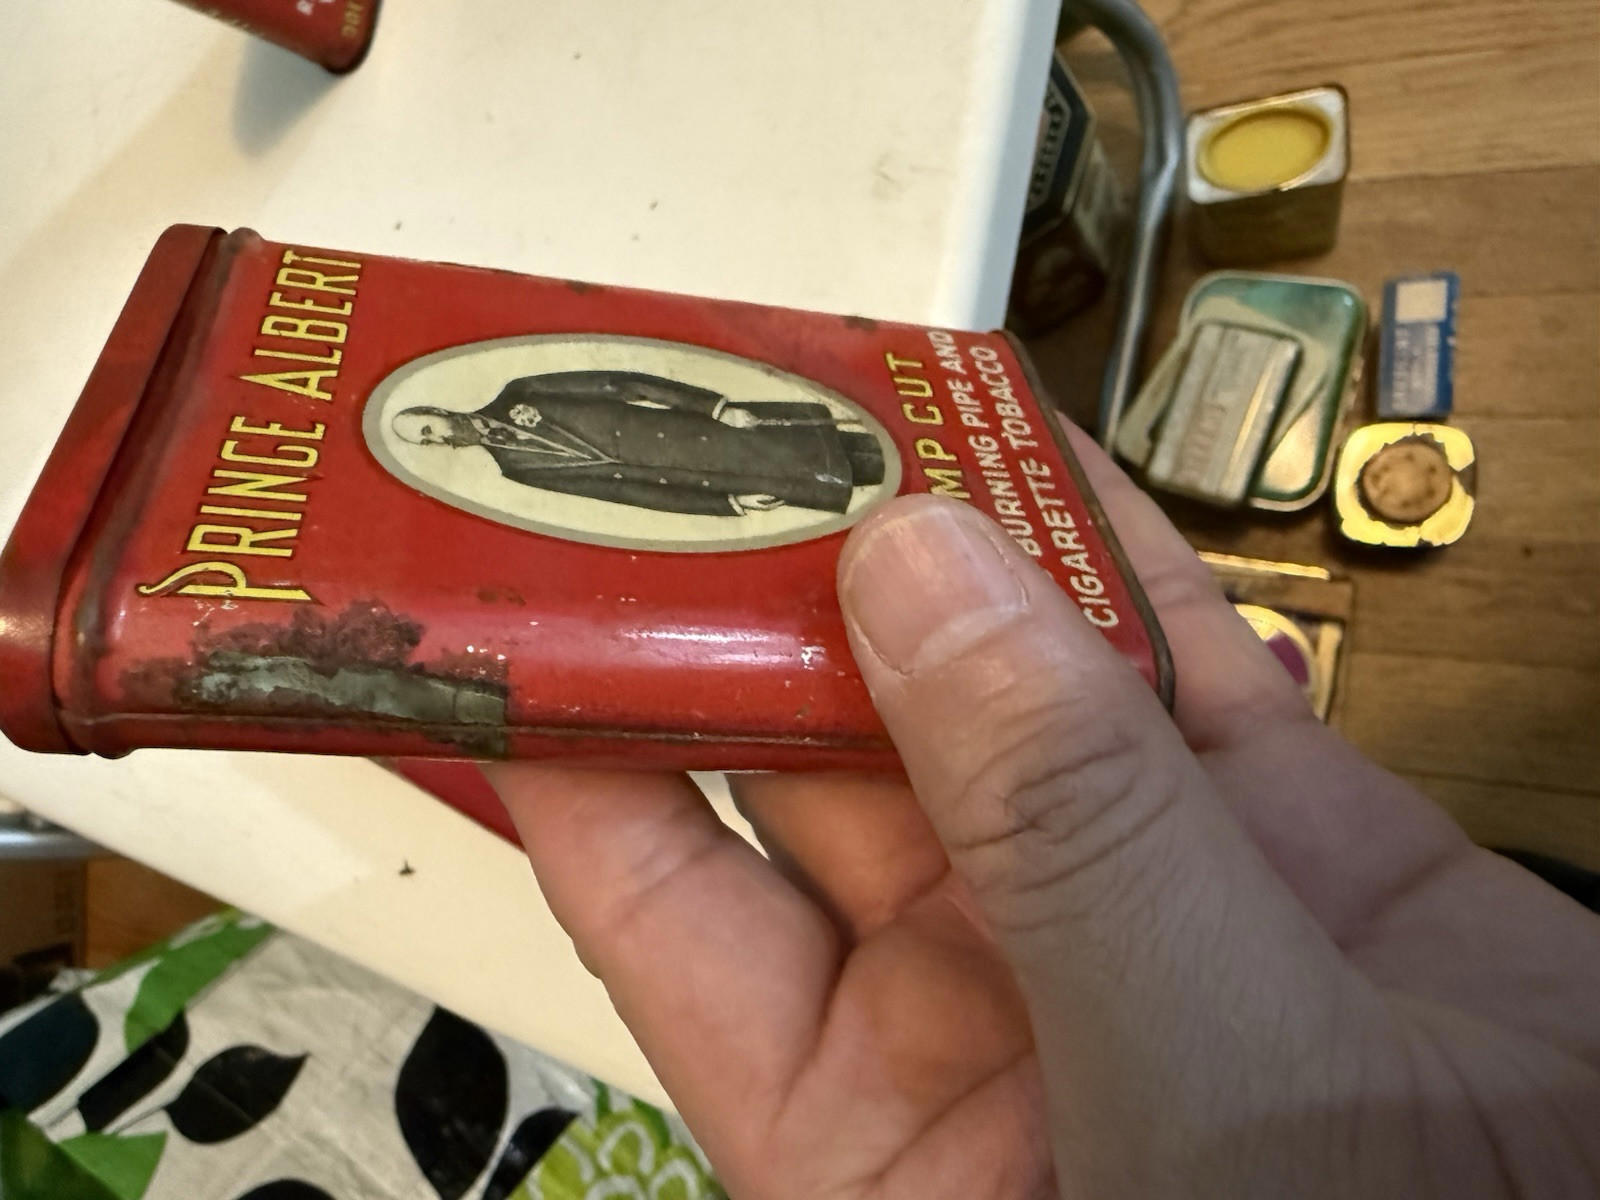 PRINCE ALBERT
CUT
BURNING PIPE AND
CIGARETTE TOBACCO